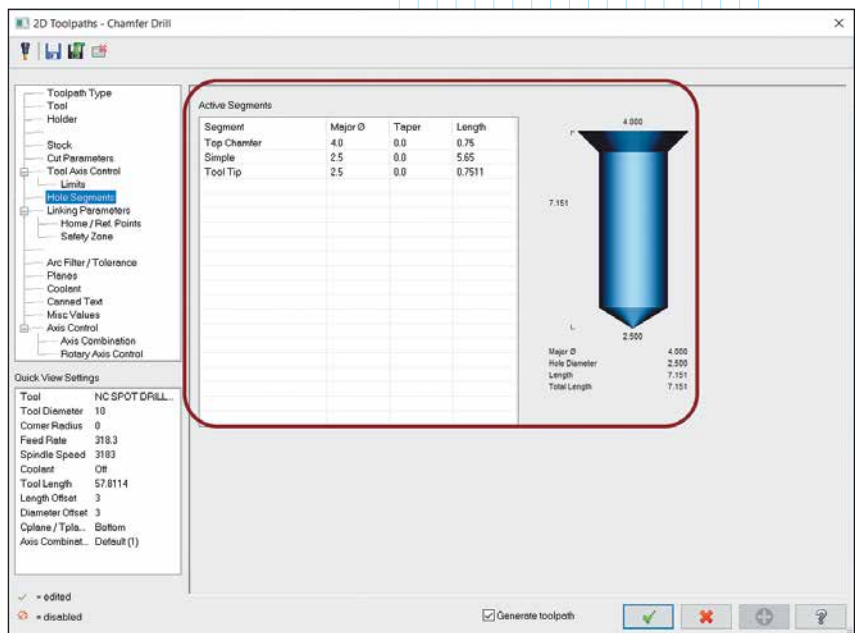 2D Toolpaths - Chamfer Drill
Toolpath Type
Tool
Holder
Stock
Cut Parameters
Tool Axis Control
Limits
Hole Segments
Linking Parameters
Home / Ref. Points
Safety Zone
Arc Filter / Tolerance
Planes
Coolant
Canned Text
Misc Values
Axis Control
Axis Combination
Rotary Axis Control
Quick View Settings
Tool NC SPOT DRILL...
Tool Diameter 10
Corner Radius 0
Feed Rate 318.3
Spindle Speed 3183
Coolant Off
Tool Length 57.8114
Length Offset 3
Diameter Offset 3
Cplane / Tpla... Bottom
Axis Combinat... Default (1)
✓ = edited
= disabled
Active Segments
Segment Major Ø Taper Length
Top Chamfer 4.0 0.0 0.75
Simple 2.5 0.0 5.65
Tool Tip 2.5 0.0 0.7511
4.000
7.151
2.500
Major Ø 4.000
Hole Diameter 2.500
Length 7.151
Total Length 7.151
Generate toolpath